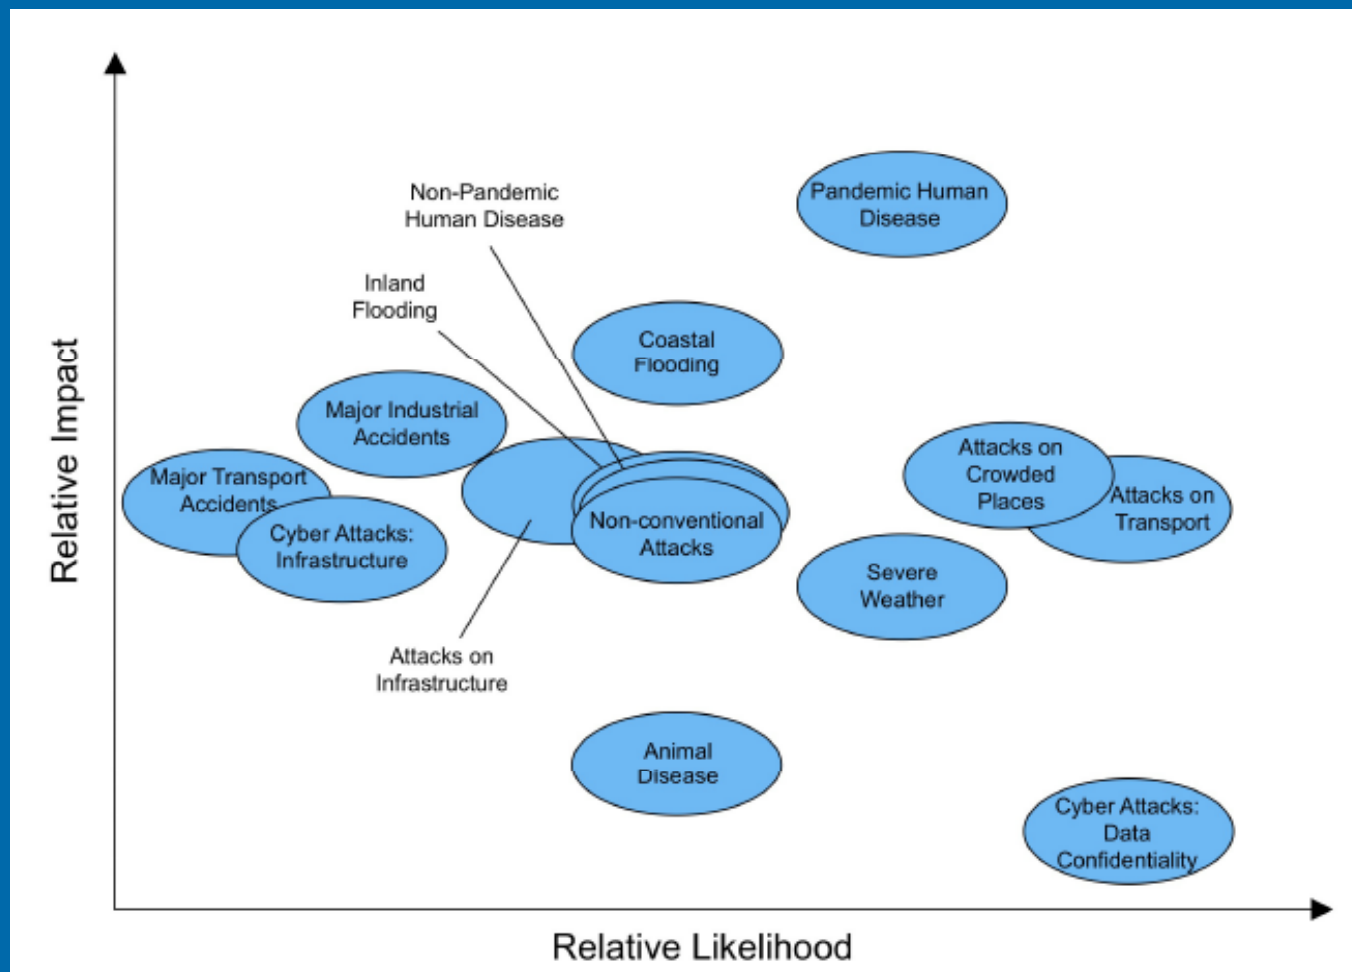 Pandemic Human
Disease
Non-Pandemic
Human Disease
Inland
Flooding
Coastal
Flooding
Major Industrial
Accidents
Attacks on
Crowded
Places
Major Transport
Accidents
Attacks on
Transport
Cyber Attacks:
Infrastructure
Non-conventional
Attacks
Severe
Weather
Attacks on
Infrastructure
Animal
Disease
Cyber Attacks:
Data
Confidentiality
Relative Impact
Relative Likelihood